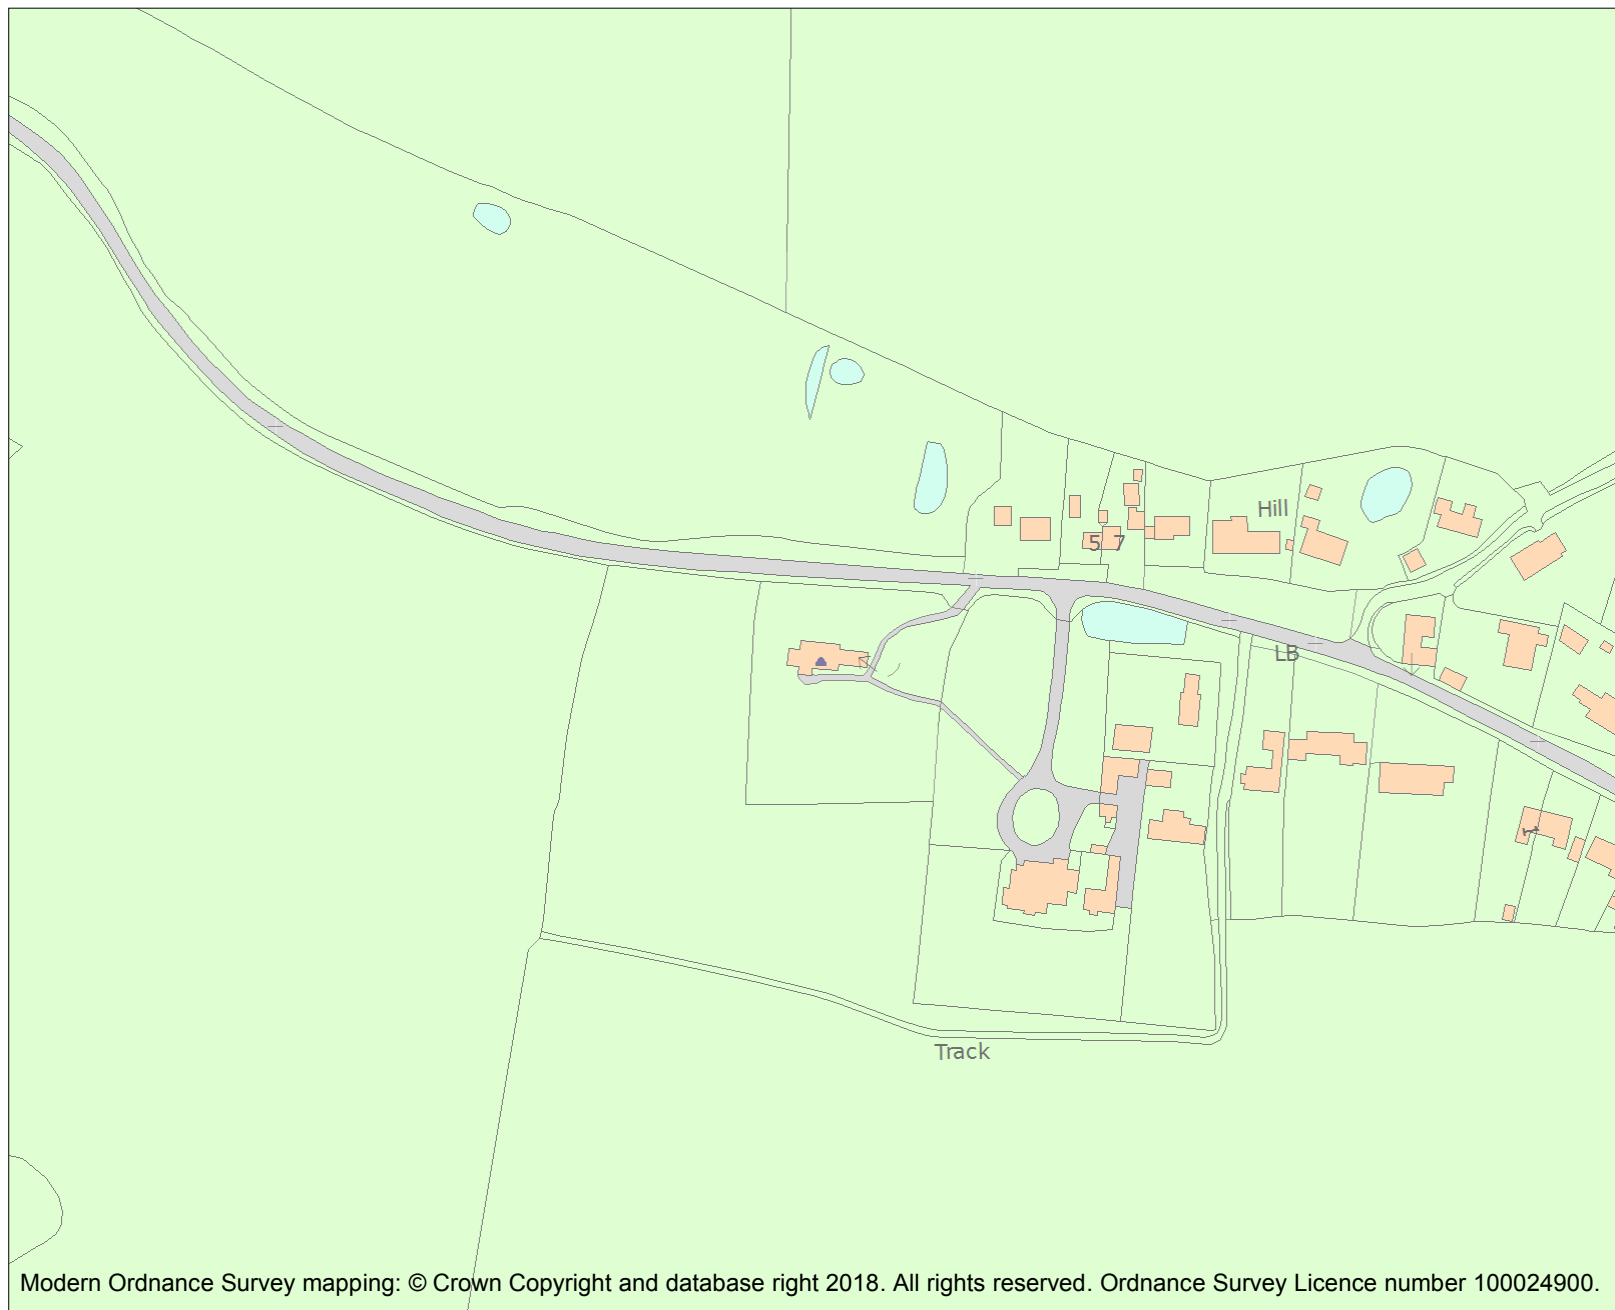 Hill
5 7
LB
1
Track
Modern Ordnance Survey mapping: © Crown Copyright and database right 2018. All rights reserved. Ordnance Survey Licence number 100024900.